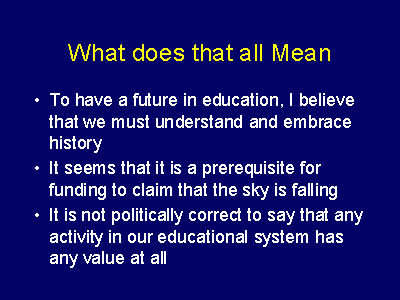 What does that all Mean
• To have a future in education, I believe
that we must understand and embrace
history
• It seems that it is a prerequisite for
funding to claim that the sky is falling
• It is not politically correct to say that any
activity in our educational system has
any value at all